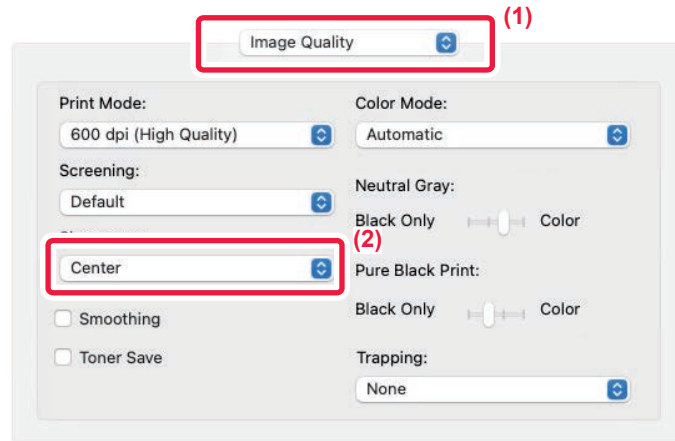 (1)
Image Quality
Print Mode:
600 dpi (High Quality)
Screening:
Default
(2)
Center
Smoothing
Toner Save
Color Mode:
Automatic
Neutral Gray:
Black Only Color
Pure Black Print:
Black Only Color
Trapping:
None